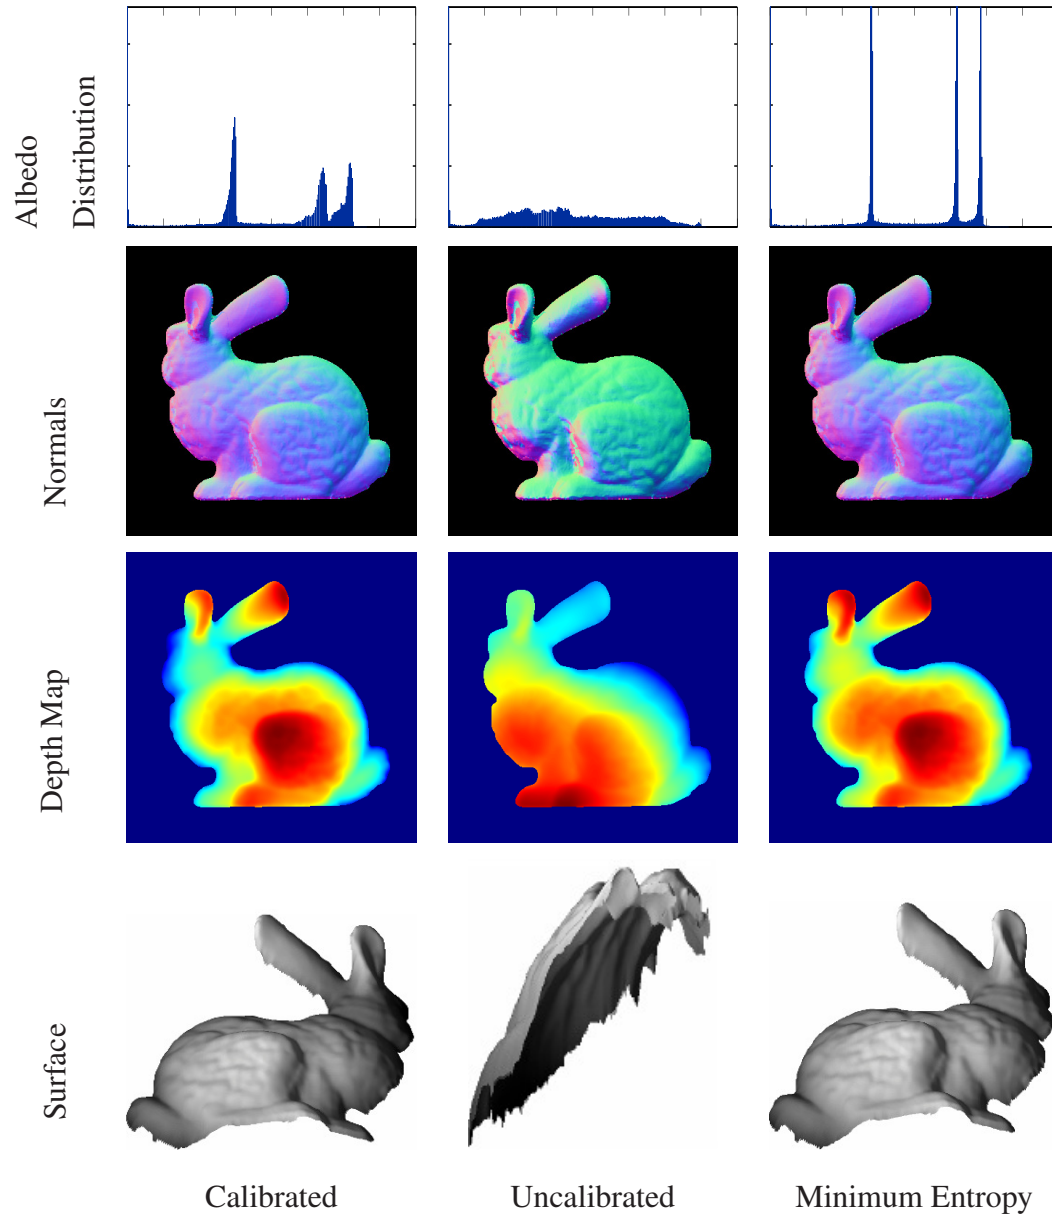 Albedo
Distribution
Normals
Depth Map
Surface
Calibrated
Uncalibrated
Minimum Entropy